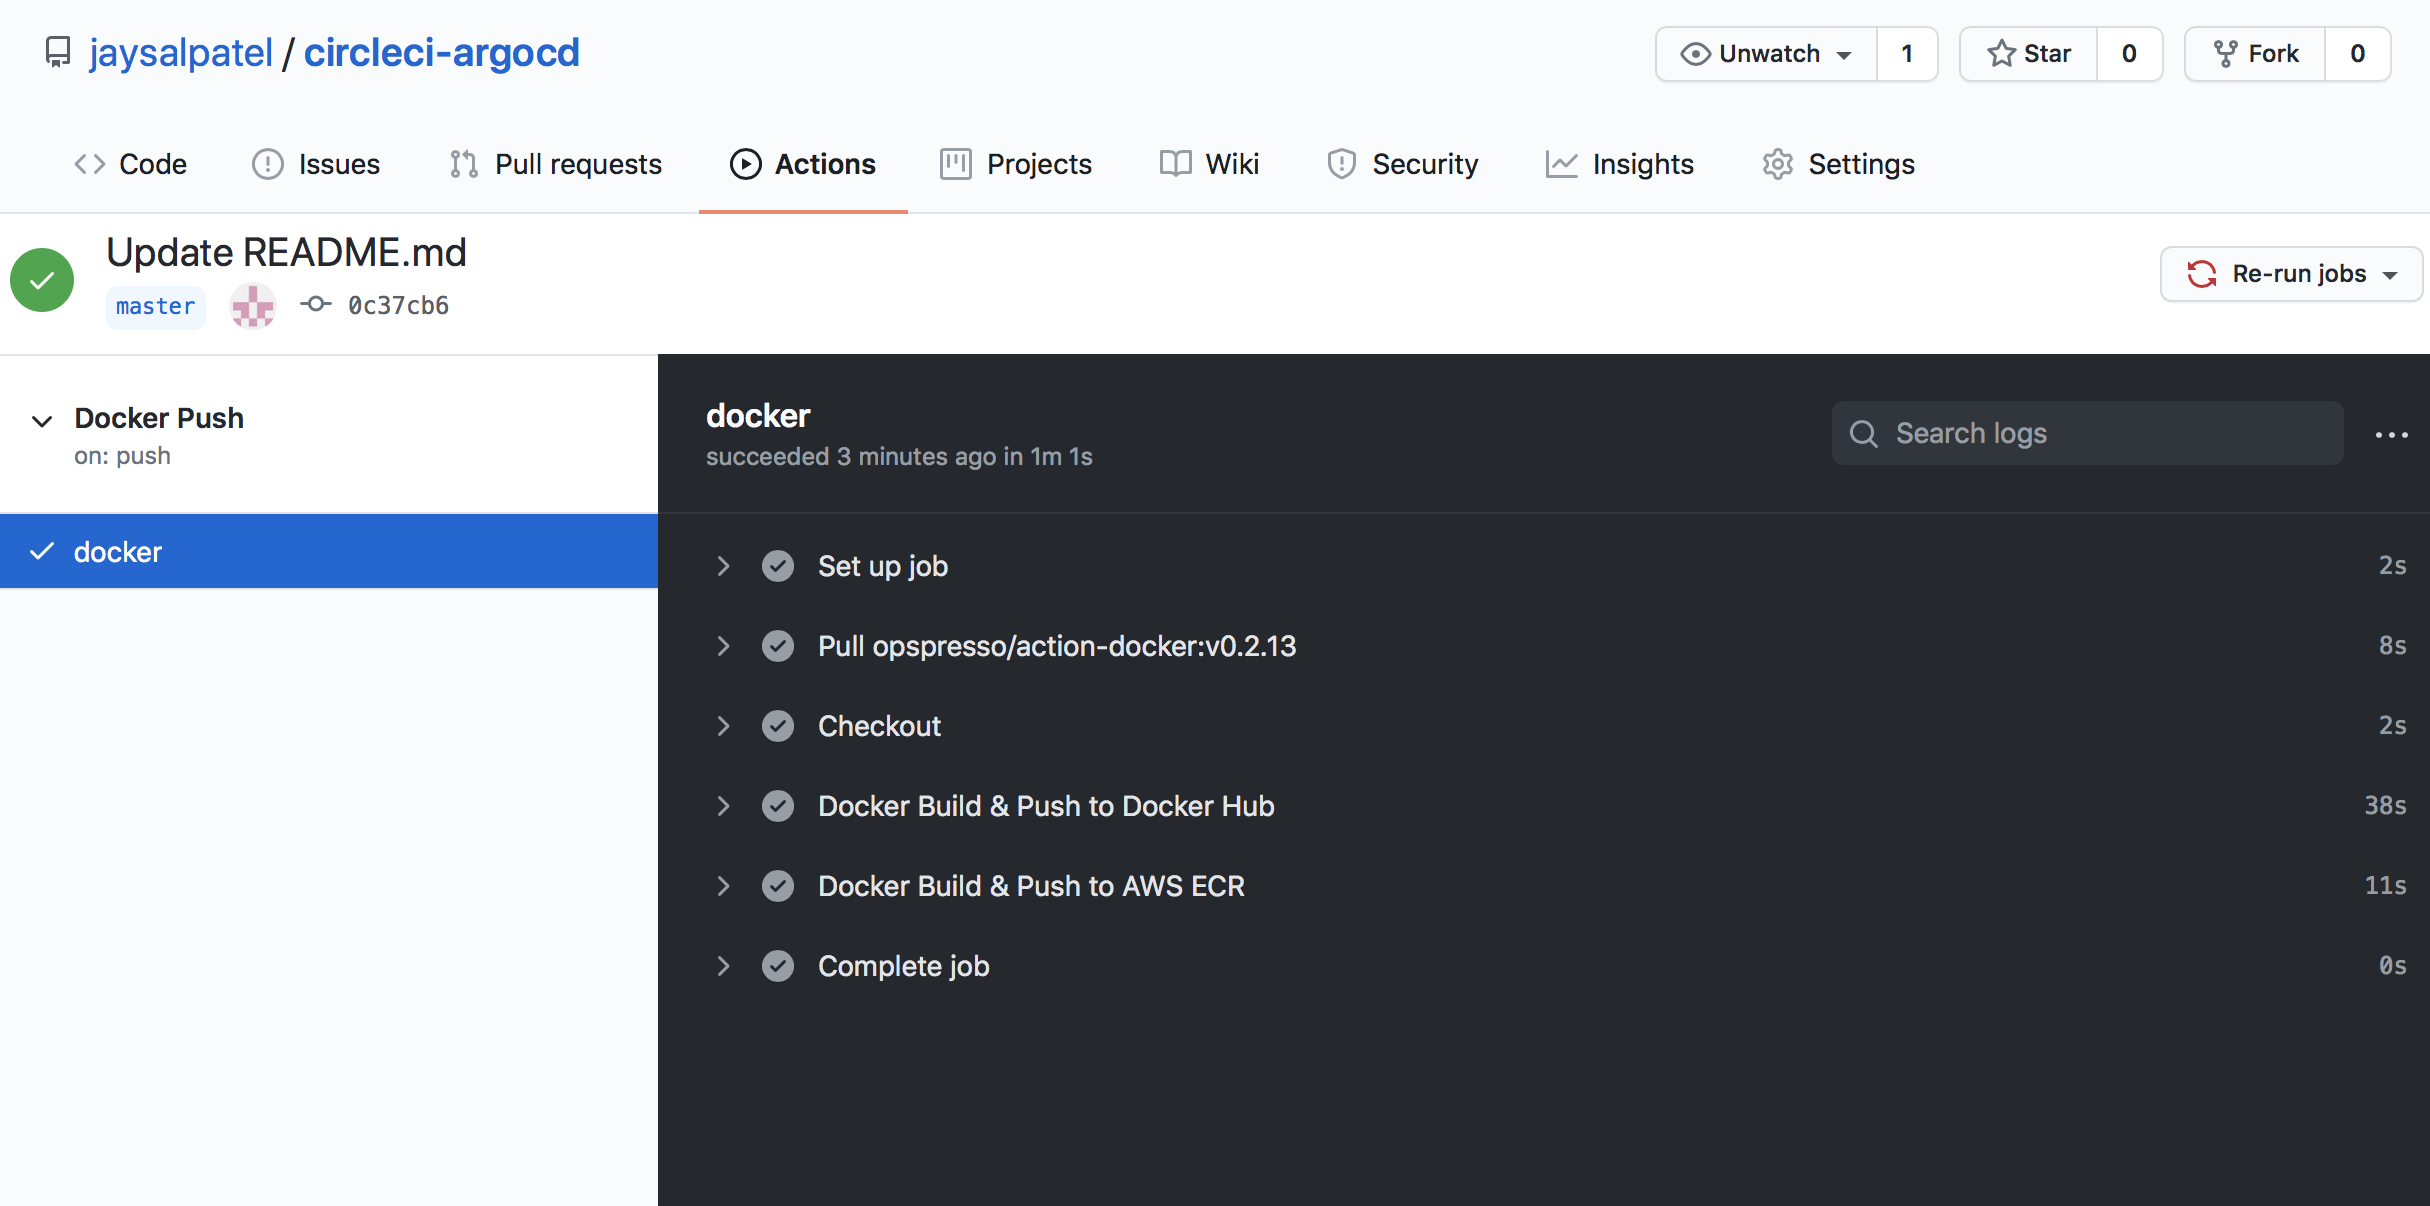 jaysalpatel / circleci-argocd
Unwatch 1 Star 0 Fork 0
Code Issues Pull requests Actions Projects Wiki Security Insights Settings
Update README.md
master 0c37cb6
Re-run jobs
Docker Push
on: push
docker
docker
succeeded 3 minutes ago in 1m 1s
Search logs
Set up job 2s
Pull opspresso/action-docker:v0.2.13 8s
Checkout 2s
Docker Build & Push to Docker Hub 38s
Docker Build & Push to AWS ECR 11s
Complete job 0s